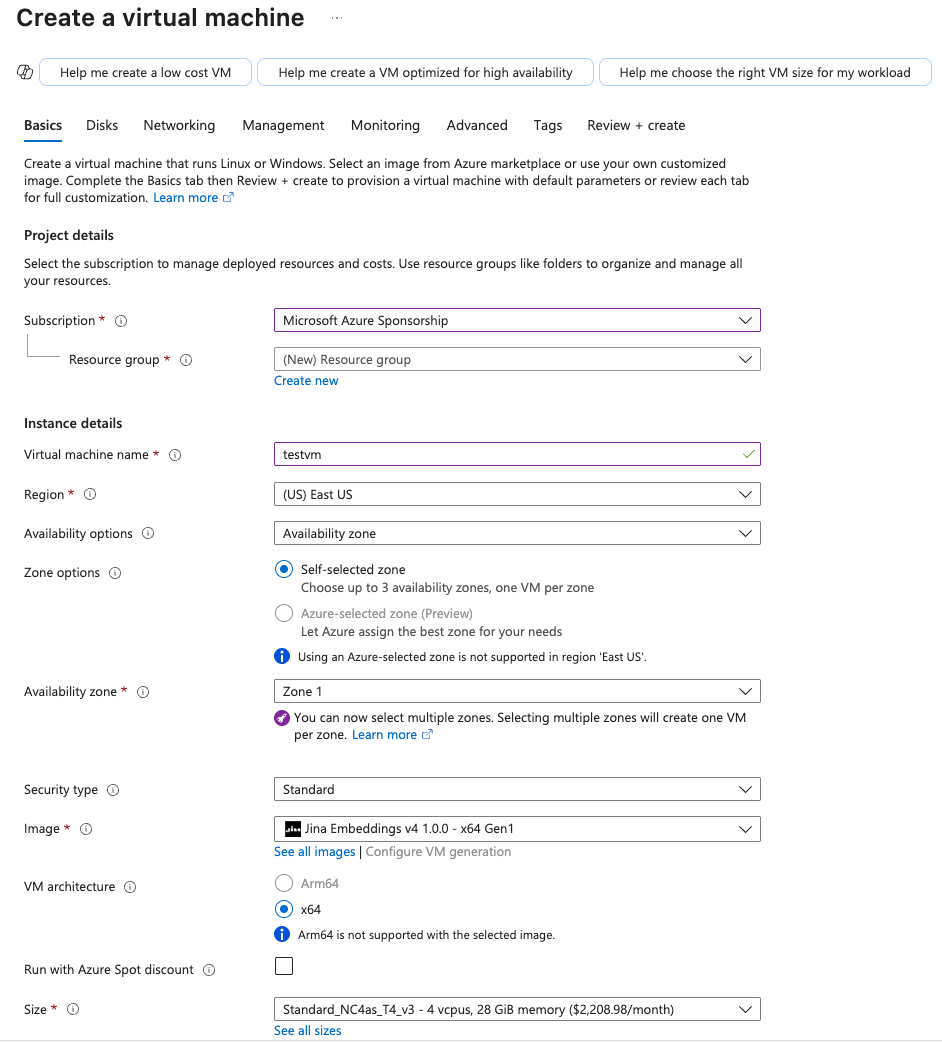 Create a virtual machine ...
Help me create a low cost VM
Help me create a VM optimized for high availability
Help me choose the right VM size for my workload
Basics Disks Networking Management Monitoring Advanced Tags Review + create
Create a virtual machine that runs Linux or Windows. Select an image from Azure marketplace or use your own customized
image. Complete the Basics tab then Review + create to provision a virtual machine with default parameters or review each tab
for full customization. Learn more
Project details
Select the subscription to manage deployed resources and costs. Use resource groups like folders to organize and manage all
your resources.
Subscription *
Microsoft Azure Sponsorship
Resource group *
(New) Resource group
Create new
Instance details
Virtual machine name *
testvm
Region *
(US) East US
Availability options
Availability zone
Zone options
Self-selected zone
Choose up to 3 availability zones, one VM per zone
Azure-selected zone (Preview)
Let Azure assign the best zone for your needs
Using an Azure-selected zone is not supported in region 'East US'.
Availability zone *
Zone 1
You can now select multiple zones. Selecting multiple zones will create one VM
per zone. Learn more
Security type
Standard
Image *
Jina Embeddings v4 1.0.0 - x64 Gen1
See all images | Configure VM generation
VM architecture
Arm64
x64
Arm64 is not supported with the selected image.
Run with Azure Spot discount
Size *
Standard_NC4as_T4_v3 - 4 vcpus, 28 GiB memory ($2,208.98/month)
See all sizes